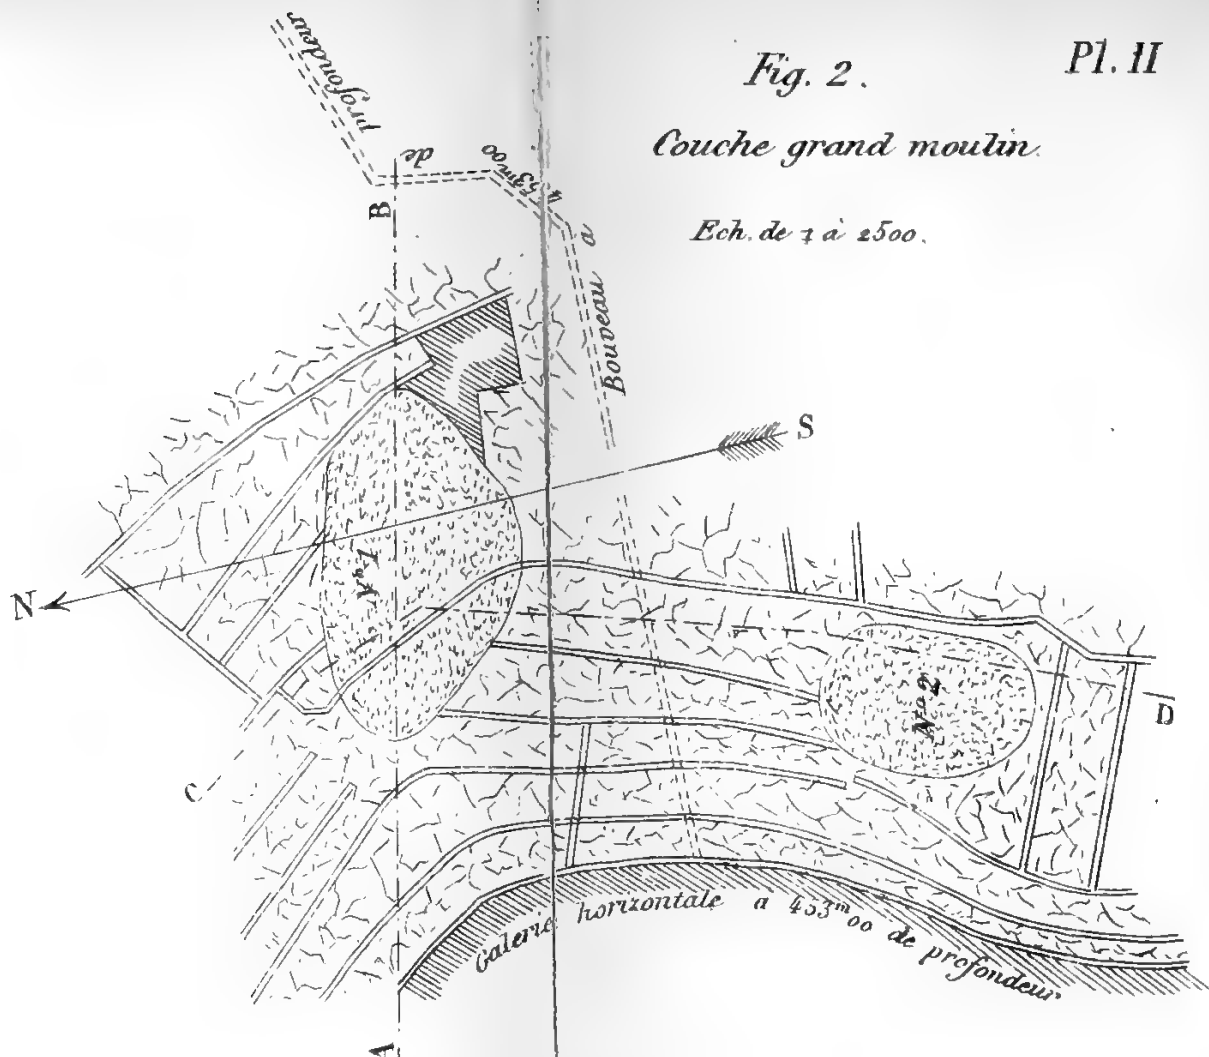 Pl. II
Fig. 2.
Couche grand moulin.
Ech. de 1 à 2500.
Bouveau a 453m00 de profondeur
B
S
N
No 1
No 2
D
C
Galerie horizontale a 453m00 de profondeur
A